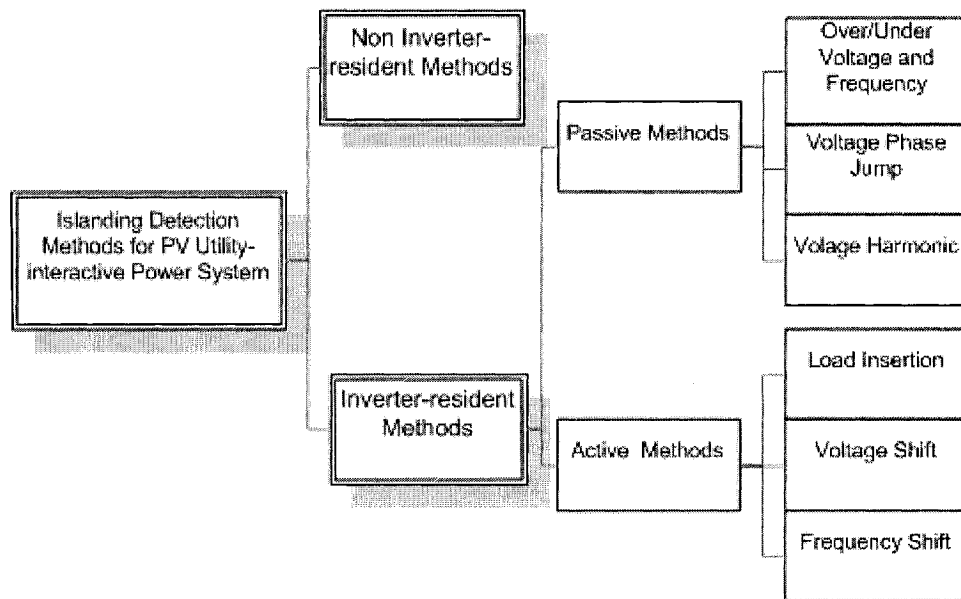 Non Inverter-
resident Methods
Over/Under
Voltage and
Frequency
Passive Methods
Voltage Phase
Jump
Volage Harmonic
Islanding Detection
Methods for PV Utility-
interactive Power System
Inverter-resident
Methods
Active Methods
Load Insertion
Voltage Shift
Frequency Shift